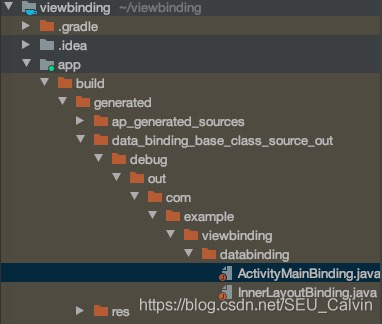 viewbinding ~/viewbinding
.gradle
.idea
app
build
generated
ap_generated_sources
data_binding_base_class_source_out
debug
out
com
example
viewbinding
databinding
ActivityMainBinding.java
InnerLayoutBinding.java
res https://blog.csdn.net/SEU_Calvin